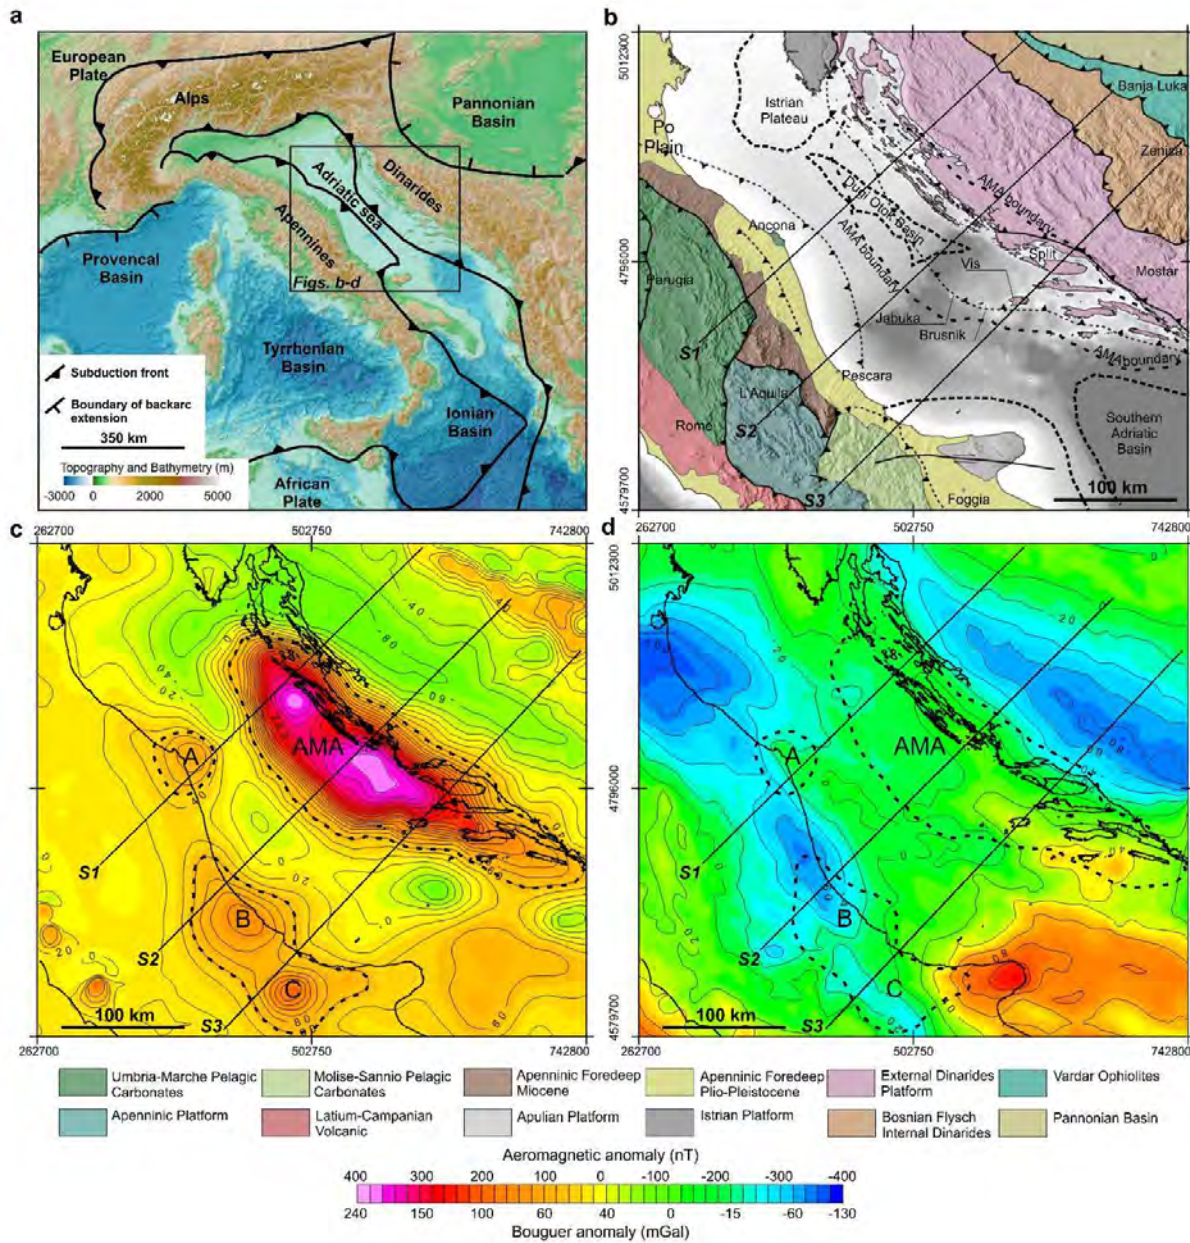 a
European
Plate
Alps
Pannonian
Basin
Adriatic sea
Dinarides
Apennines
Figs. b-d
Provencal
Basin
Tyrrhenian
Basin
Ionian
Basin
African
Plate
Subduction front
Boundary of backarc
extension
350 km
Topography and Bathymetry (m)
-3000 0 2000 5000
b
5012300
4796000
4579700
Istrian
Plateau
Banja Luka
Po
Plain
Zenica
AMA boundary
Dugi Otok Basin
Ancona
AMA boundary
Split
Vis
Mostar
Perugia
Jabuka
Brusnik
S1
AMA boundary
Pescara
L'Aquila
S2
Rome
Southern
Adriatic
Basin
S3
Foggia
100 km
262700 502750 742800
c
AMA
A
S1
B
S2
C
S3
100 km
262700 502750 742800
d
5012300
4796000
4579700
AMA
A
S1
B
S2
C
S3
100 km
262700 502750 742800
Umbria-Marche Pelagic
Carbonates
Molise-Sannio Pelagic
Carbonates
Apenninic Foredeep
Miocene
Apenninic Foredeep
Plio-Pleistocene
External Dinarides
Platform
Vardar Ophiolites
Apenninic Platform
Latium-Campanian
Volcanic
Apulian Platform
Istrian Platform
Bosnian Flysch
Internal Dinarides
Pannonian Basin
Aeromagnetic anomaly (nT)
400 300 200 100 0 -100 -200 -300 -400
240 150 100 60 40 0 -15 -60 -130
Bouguer anomaly (mGal)